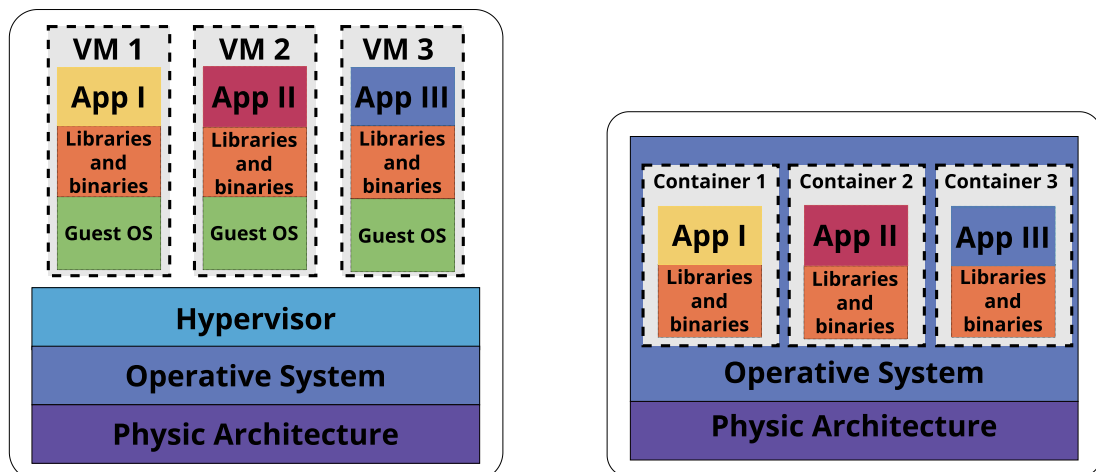 VM 1
App I
Libraries
and
binaries
Guest OS
VM 2
App II
Libraries
and
binaries
Guest OS
VM 3
App III
Libraries
and
binaries
Guest OS
Hypervisor
Operative System
Physic Architecture
Container 1
App I
Libraries
and
binaries
Container 2
App II
Libraries
and
binaries
Container 3
App III
Libraries
and
binaries
Operative System
Physic Architecture